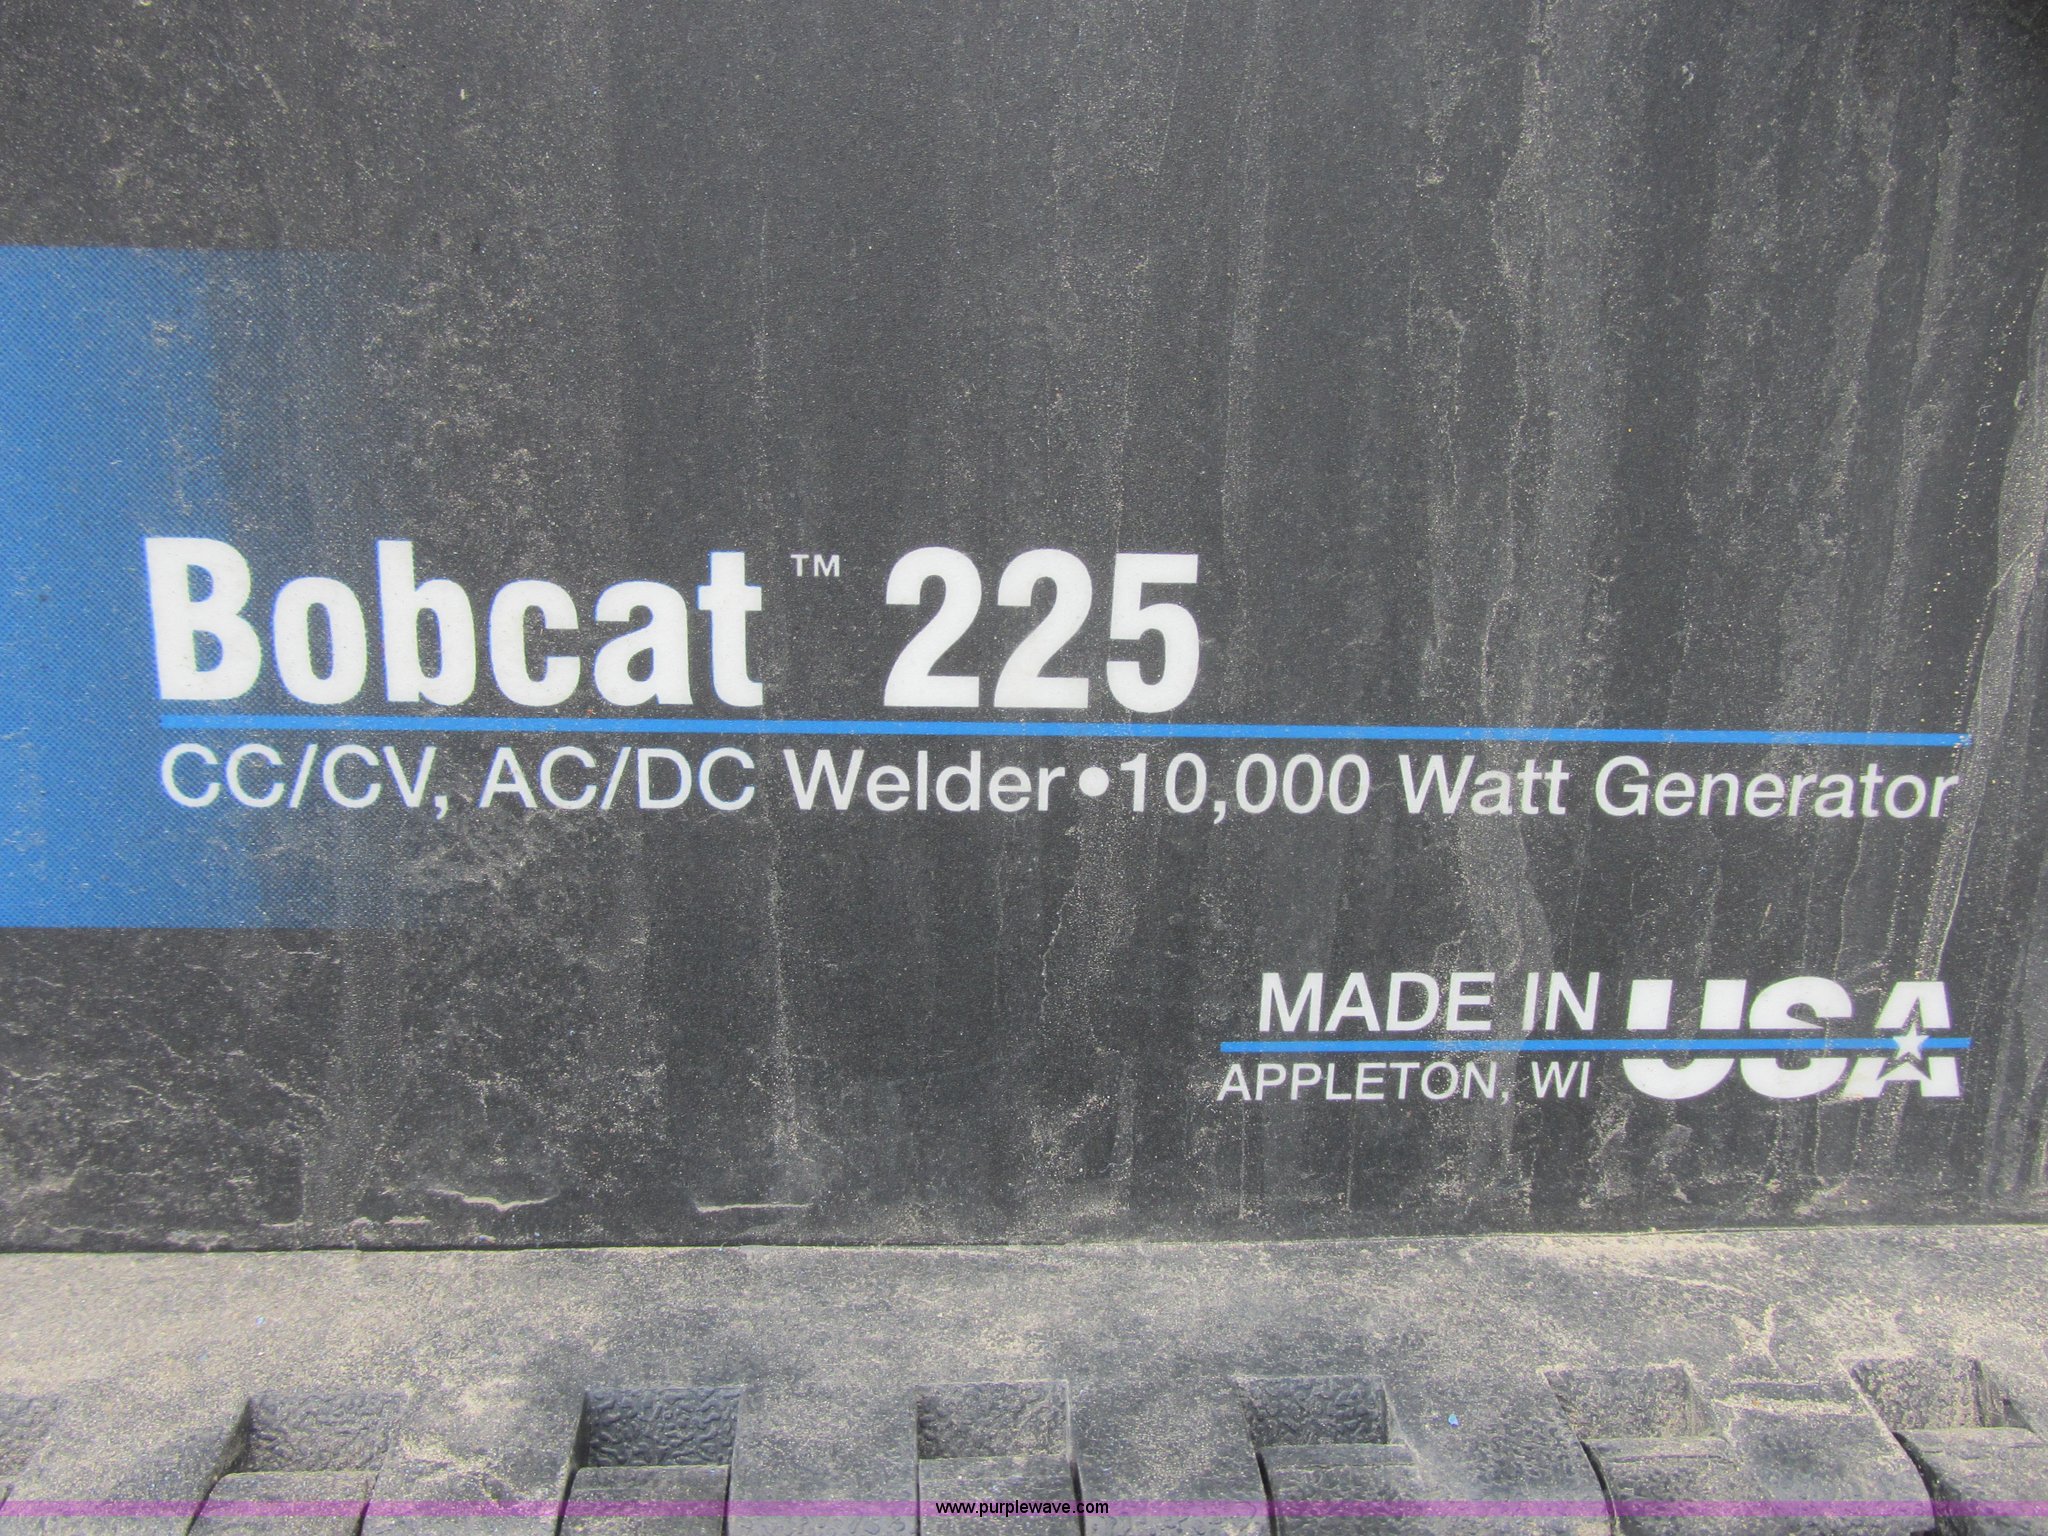 Bobcat™ 225
CC/CV, AC/DC Welder•10,000 Watt Generator
MADE IN USA
APPLETON, WI
www.purplewave.com